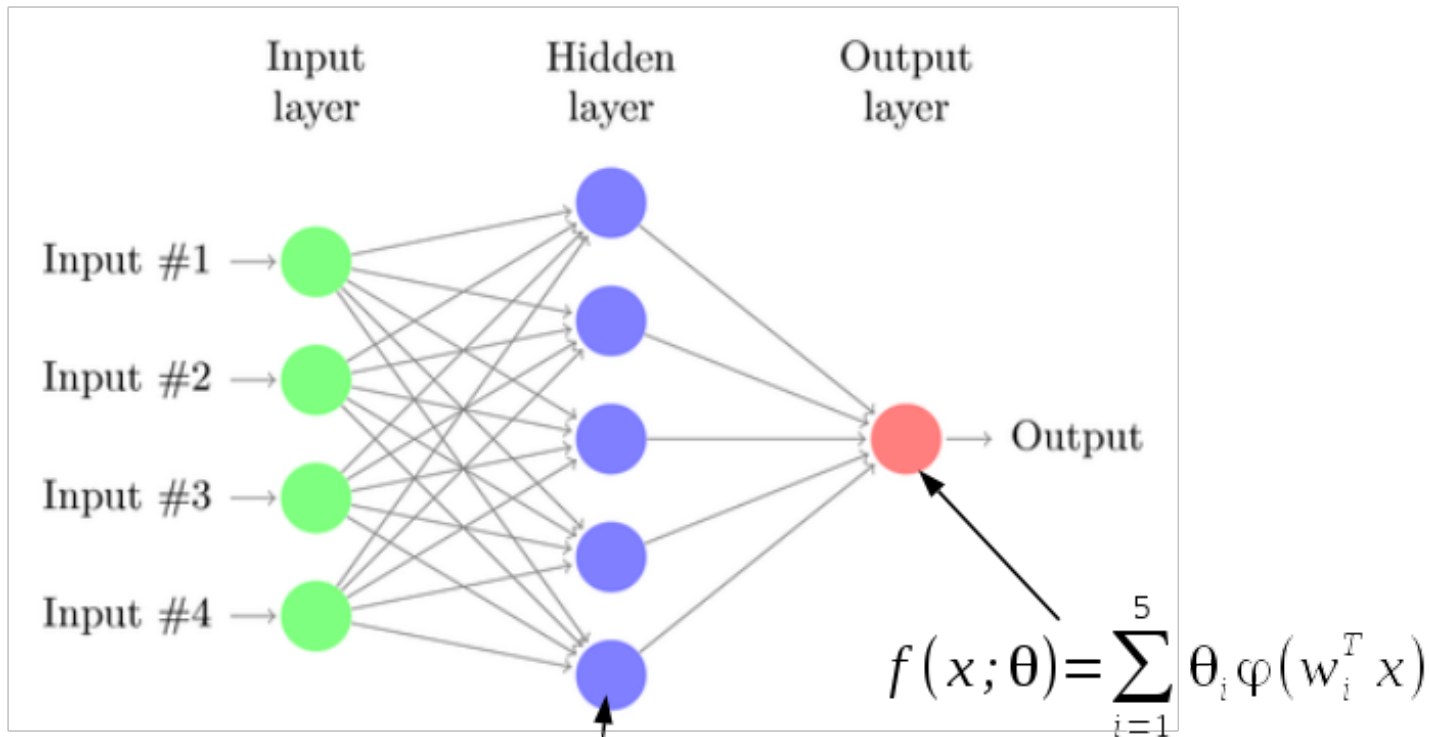 Input layer
Hidden layer
Output layer
Input #1
Input #2
Input #3
Input #4
Output
f(x;θ)=∑_{i=1}^{5} θ_i φ(w_i^T x)